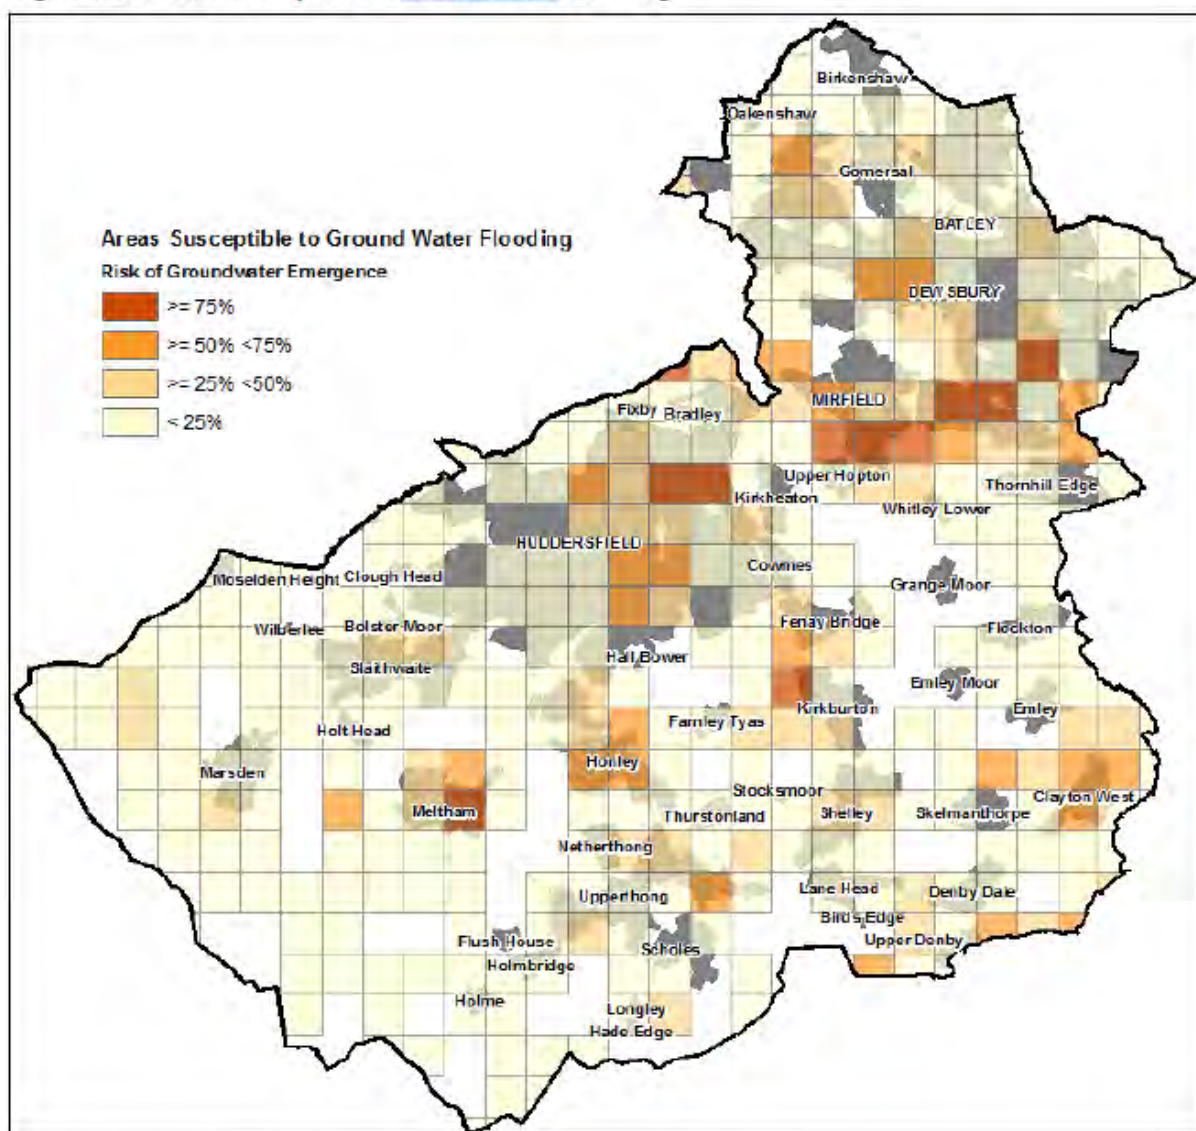 Birkenshaw
Oakenshaw
Gomersal
BATLEY
Areas Susceptible to Ground Water Flooding
Risk of Groundwater Emergence
>= 75%
>= 50% <75%
>= 25% <50%
< 25%
DEWSBURY
MIRFIELD
Fixby
Bradley
Upper Hopton
Thornhill Edge
Kirkheaton
Whitley Lower
HUDDERSFIELD
Cowmes
Moselden Height
Clough Head
Grange Moor
Wilberlee
Bolster Moor
Fenay Bridge
Flockton
Hall Bower
Slaithwaite
Emley Moor
Kirkburton
Emley
Farnley Tyas
Holt Head
Honley
Marsden
Stocksmoor
Clayton West
Meltham
Thurstonland
Shelley
Skelmanthorpe
Netherthong
Upperthong
Lane Head
Denby Dale
Birds Edge
Flush House
Scholes
Upper Denby
Holmbridge
Holme
Longley
Hade Edge